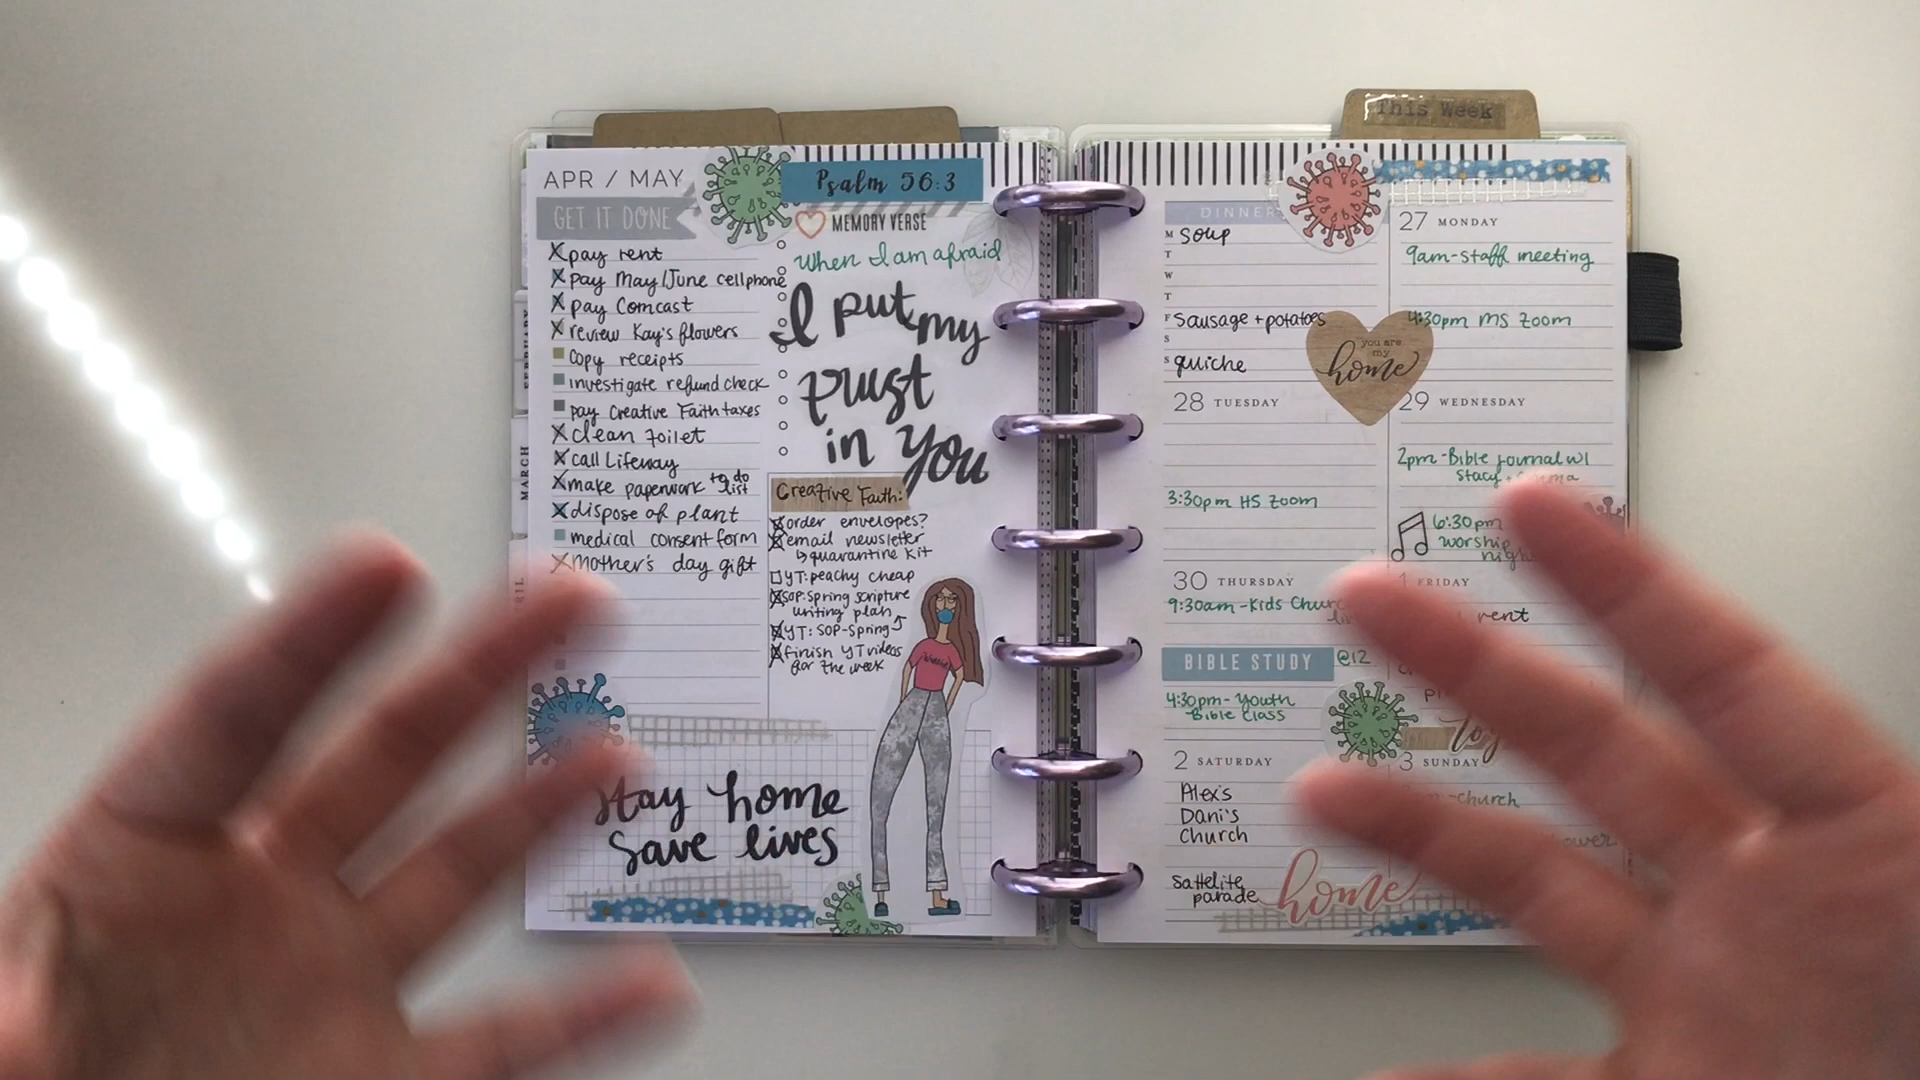 This Week
APR / MAY
GET IT DONE
pay rent
pay May/June cellphone
pay Comcast
review Kay's flowers
copy receipts
investigate refund check
pay Creative Faith taxes
clean toilet
call Lifeway
make paperwork to do list
dispose of plant
medical consent form
Mother's day gift
Stay home
Save lives
Psalm 56:3
MEMORY VERSE
when I am afraid
I put my
trust
in You
Creative Faith:
order envelopes?
email newsletter
↳quarantine kit
YT: peachy cheap
SOP: Spring scripture
writing plan
YT: SOP-Spring
finish YT videos
for the week
DINNER
M soup
T
W
T
F Sausage + potatoes
S
S quiche
you are
my
home
27 MONDAY
9am-staff meeting
4:30pm MS Zoom
28 TUESDAY
3:30pm HS Zoom
29 WEDNESDAY
2pm-Bible journal w/
Stacy
6:30pm
worship
night
30 THURSDAY
9:30am-Kids Church
BIBLE STUDY @12
4:30pm-Youth
Bible Class
1 FRIDAY
rent
2 SATURDAY
Alex's
Dani's
Church
sattelite
parade
home
3 SUNDAY
church
MARCH
FEBRUARY